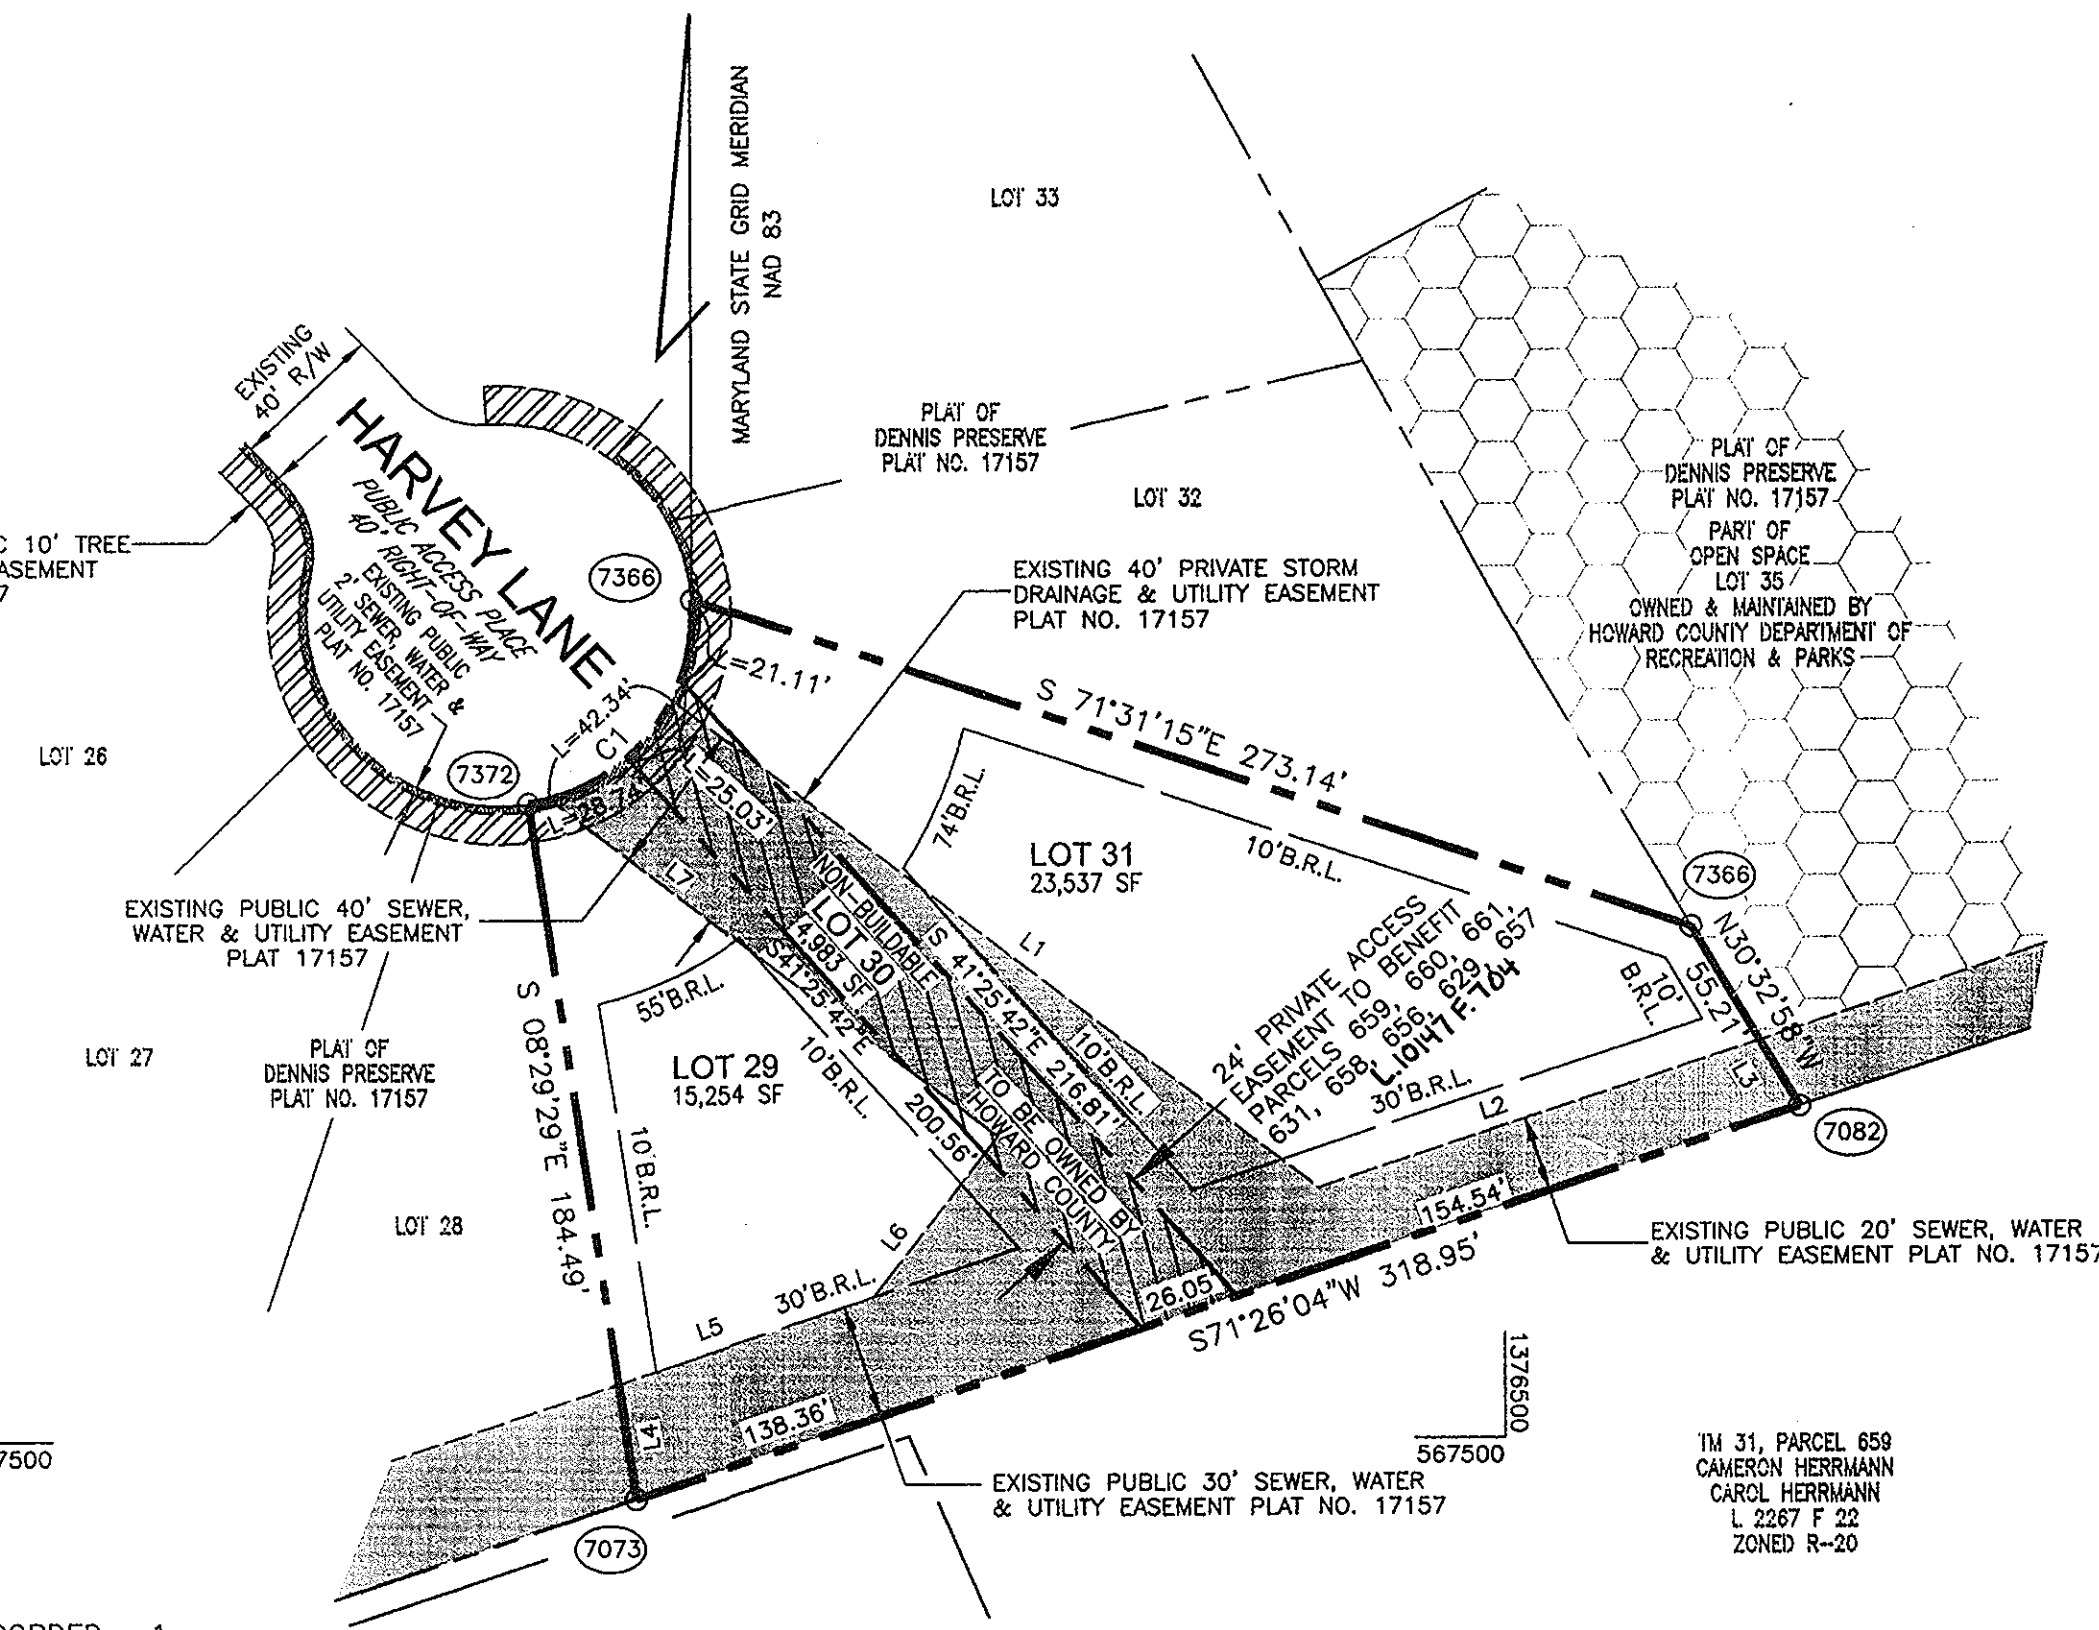 MARYLAND STATE GRID MERIDIAN
NAD 83
LOT 33
EXISTING
40' R/W
HARVEY LANE
PUBLIC ACCESS PLACE
40' RIGHT-OF-WAY
EXISTING PUBLIC
2' SEWER, WATER &
UTILITY EASEMENT
PLAT NO. 17157
C 10' TREE
ASEMENT
7
PLAT OF
DENNIS PRESERVE
PLAT NO. 17157
LOT 32
PLAT OF
DENNIS PRESERVE
PLAT NO. 17157
PART OF
OPEN SPACE
LOT 35
OWNED & MAINTAINED BY
HOWARD COUNTY DEPARTMENT OF
RECREATION & PARKS
7366
EXISTING 40' PRIVATE STORM
DRAINAGE & UTILITY EASEMENT
PLAT NO. 17157
L=21.11'
S 71°31'15"E 273.14'
L=42.34'
C1
7372
L=28.74'
L=25.03'
LOT 26
74'B.R.L.
10'B.R.L.
LOT 31
23,537 SF
7366
N30°32'58"W
55.21'
10'
B.R.L.
L7
NON-BUILDABLE
LOT 30
4,983 SF
TO BE OWNED BY
HOWARD COUNTY
EXISTING PUBLIC 40' SEWER,
WATER & UTILITY EASEMENT
PLAT 17157
L1
S 41°25'42"E 216.81'
S41°25'42"E 200.56'
24' PRIVATE ACCESS
EASEMENT TO BENEFIT
PARCELS 659, 660, 661,
631, 658, 656, 629, 657
L.10147 F. 704
55'B.R.L.
10'B.R.L.
10'B.R.L.
LOT 29
15,254 SF
S 08°29'29"E 184.49'
10'B.R.L.
LOT 27
PLAT OF
DENNIS PRESERVE
PLAT NO. 17157
30'B.R.L.
L2
L3
7082
LOT 28
L6
154.54'
EXISTING PUBLIC 20' SEWER, WATER
& UTILITY EASEMENT PLAT NO. 17157
30'B.R.L.
L5
26.05'
S71°26'04"W 318.95'
L4
138.36'
1376500
567500
7500
EXISTING PUBLIC 30' SEWER, WATER
& UTILITY EASEMENT PLAT NO. 17157
TM 31, PARCEL 659
CAMERON HERRMANN
CAROL HERRMANN
L 2267 F 22
ZONED R-20
7073